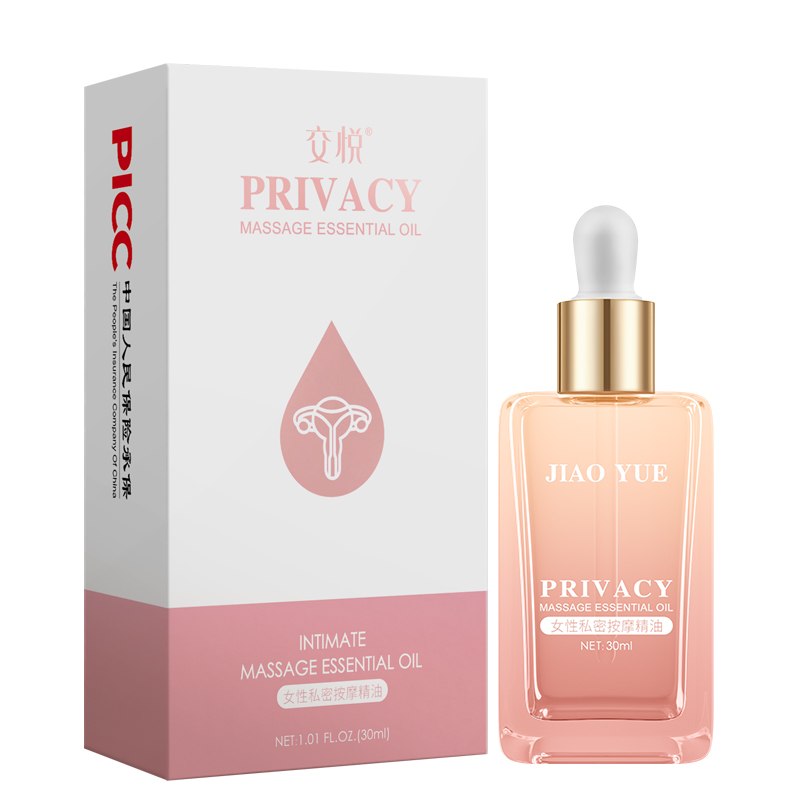 PICC
中国人民保险承保
The People's Insurance Company Of China
交悦®
PRIVACY
MASSAGE ESSENTIAL OIL
INTIMATE
MASSAGE ESSENTIAL OIL
女性私密按摩精油
NET:1.01 FL.OZ.(30ml)
JIAO YUE
PRIVACY
MASSAGE ESSENTIAL OIL
女性私密按摩精油
NET: 30ml